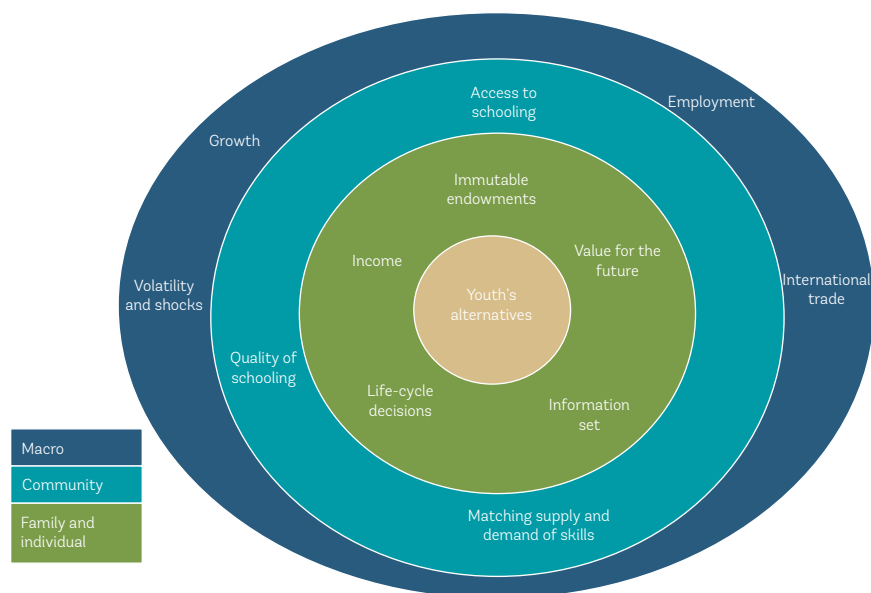 Access to
schooling
Employment
Growth
Immutable
endowments
Value for the
future
Income
International
trade
Volatility
and shocks
Youth's
alternatives
Quality of
schooling
Life-cycle
decisions
Information
set
Macro
Community
Family and
individual
Matching supply and
demand of skills